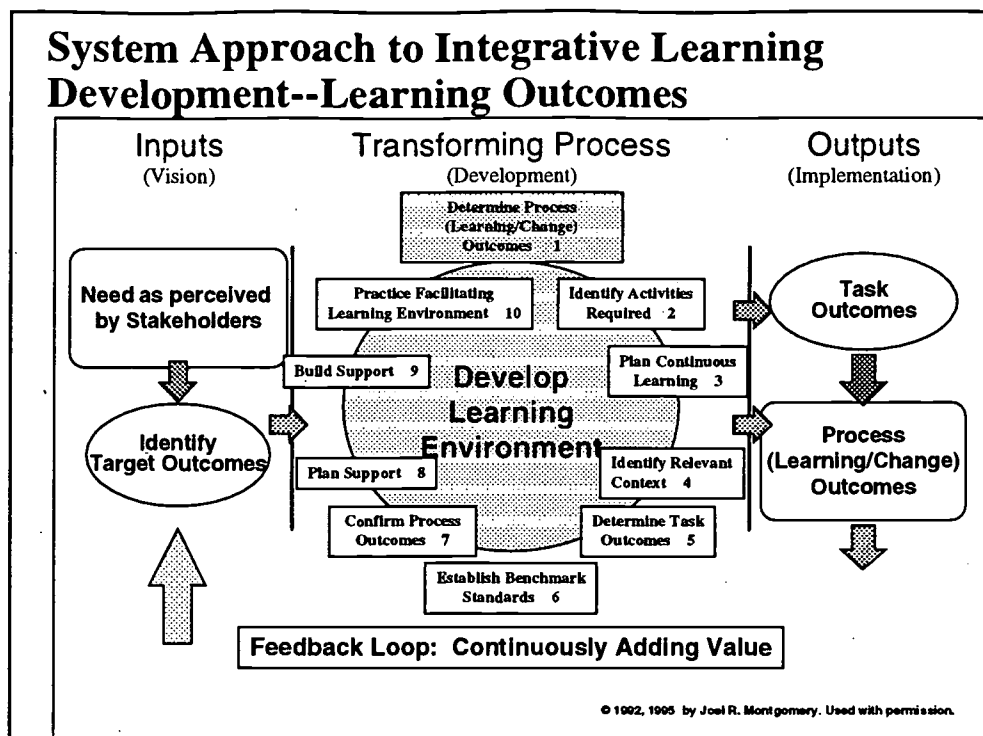 System Approach to Integrative Learning
Development--Learning Outcomes
Inputs
(Vision)
Transforming Process
(Development)
Outputs
(Implementation)
Need as perceived
by Stakeholders
Identify
Target Outcomes
Determine Process
(Learning/Change)
Outcomes 1
Identify Activities
Required 2
Plan Continuous
Learning 3
Identify Relevant
Context 4
Determine Task
Outcomes 5
Establish Benchmark
Standards 6
Confirm Process
Outcomes 7
Plan Support 8
Build Support 9
Practice Facilitating
Learning Environment 10
Develop
Learning
Environment
Task
Outcomes
Process
(Learning/Change)
Outcomes
Feedback Loop: Continuously Adding Value
© 1992, 1995 by Joel R. Montgomery. Used with permission.